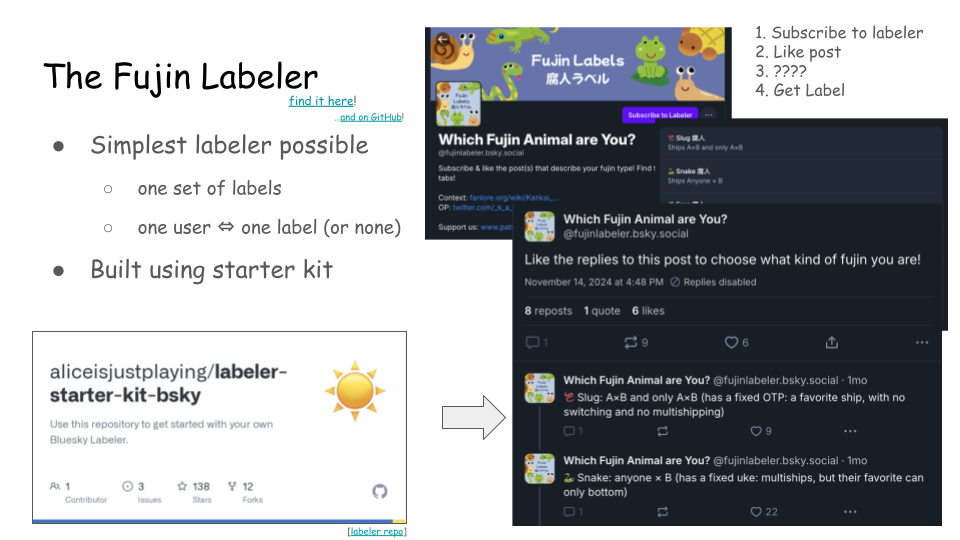 The Fujin Labeler
find it here!
...and on GitHub!
● Simplest labeler possible
○ one set of labels
○ one user ⇔ one label (or none)
● Built using starter kit
aliceisjustplaying/labeler-
starter-kit-bsky
Use this repository to get started with your own
Bluesky Labeler.
1
Contributor
3
Issues
138
Stars
12
Forks
[labeler repo]
Fujin Labels
腐人ラベル
Fujin
Labels
Subscribe to Labeler
Which Fujin Animal are You?
@fujinlabeler.bsky.social
Subscribe & like the post(s) that describe your fujin type! Find t
tabs!
Context: fanlore.org/wiki/Kankai_...
OP: twitter.com/_k_a_
Support us: www.pat
1. Subscribe to labeler
2. Like post
3. ????
4. Get Label
Slug 腐人
Ships A×B and only A×B
🐍 Snake 腐人
Ships Anyone × B
Which Fujin Animal are You?
@fujinlabeler.bsky.social
Like the replies to this post to choose what kind of fujin you are!
November 14, 2024 at 4:48 PM Replies disabled
8 reposts 1 quote 6 likes
1 9 6 ...
Which Fujin Animal are You? @fujinlabeler.bsky.social · 1mo
Slug: A×B and only A×B (has a fixed OTP: a favorite ship, with no
switching and no multishipping)
1 9 ...
Which Fujin Animal are You? @fujinlabeler.bsky.social · 1mo
🐍 Snake: anyone × B (has a fixed uke: multiships, but their favorite can
only bottom)
1 22 ...